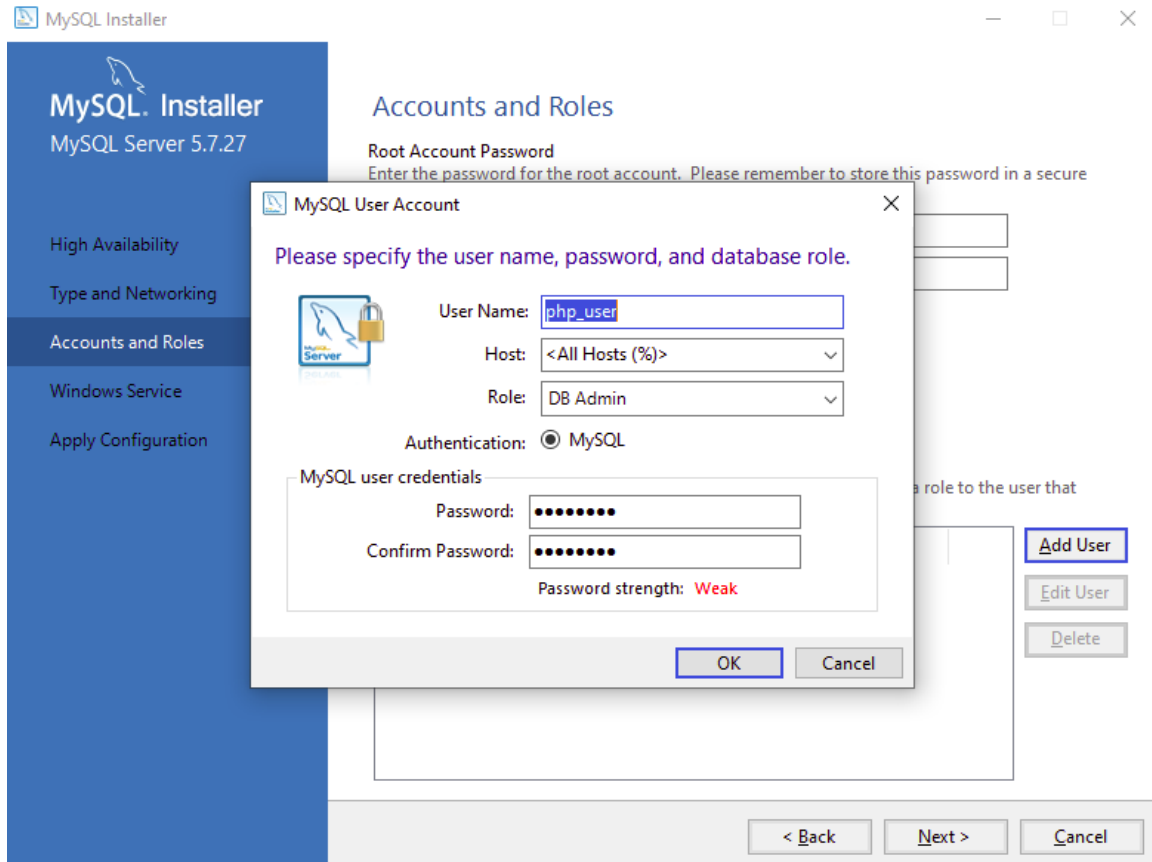 MySQL Installer
MySQL. Installer
MySQL Server 5.7.27
High Availability
Type and Networking
Accounts and Roles
Windows Service
Apply Configuration
Accounts and Roles
Root Account Password
Enter the password for the root account. Please remember to store this password in a secure
MySQL User Account
Please specify the user name, password, and database role.
MySQL
Server
User Name: php_user
Host: <All Hosts (%)>
Role: DB Admin
Authentication: MySQL
MySQL user credentials
Password: ●●●●●●●●
Confirm Password: ●●●●●●●●
Password strength: Weak
OK Cancel
a role to the user that
Add User
Edit User
Delete
< Back Next > Cancel